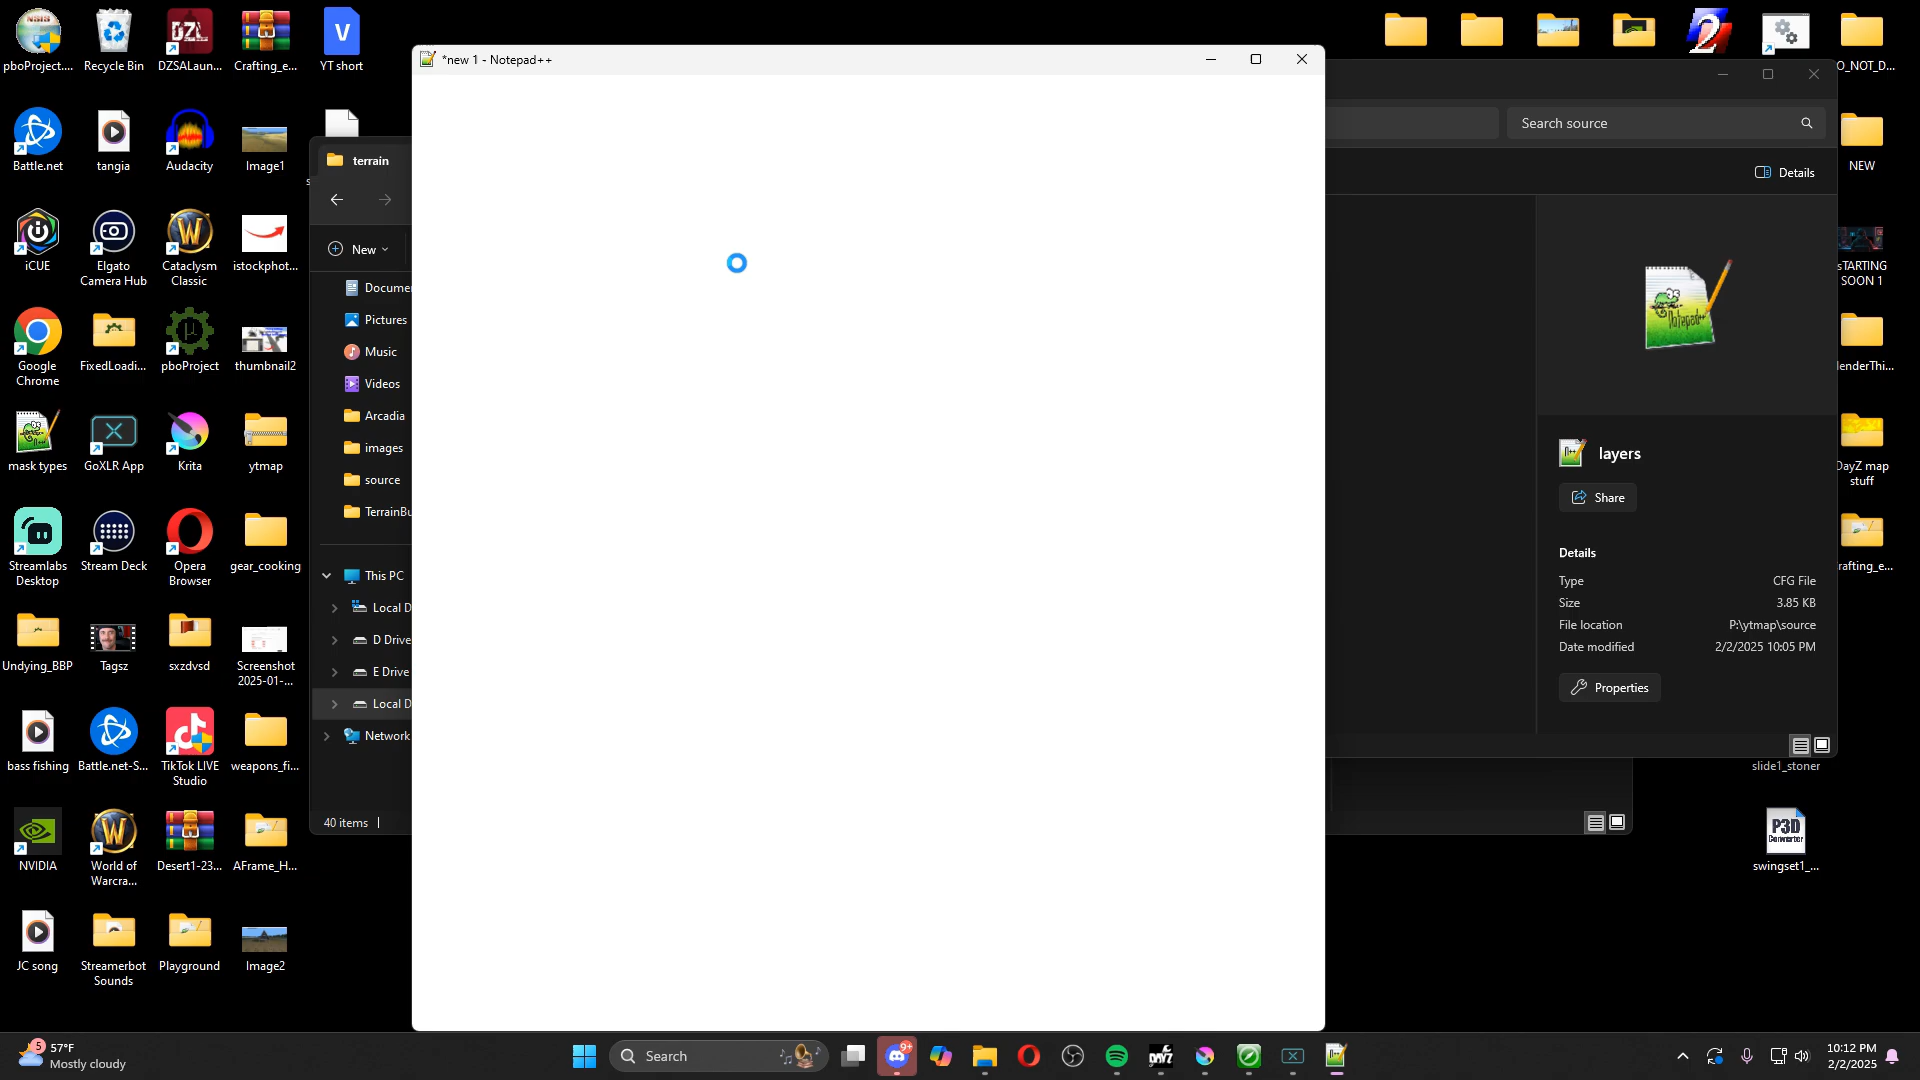 pboProject....
Recycle Bin
DZSALaun...
Crafting_e...
YT short
Battle.net
tangia
Audacity
Image1
iCUE
Elgato
Camera Hub
Cataclysm
Classic
istockphot...
Google
Chrome
FixedLoadi...
pboProject
thumbnail2
mask types
GoXLR App
Krita
ytmap
Streamlabs
Desktop
Stream Deck
Opera
Browser
gear_cooking
Undying_BBP
Tagsz
sxzdvsd
Screenshot
2025-01-...
bass fishing
Battle.net-S...
TikTok LIVE
Studio
weapons_fi...
NVIDIA
World of
Warcra...
Desert1-23...
AFrame_H...
JC song
Streamerbot
Sounds
Playground
Image2
terrain
New
Docume
Pictures
Music
Videos
Arcadia
images
source
TerrainBu
This PC
Local D
D Drive
E Drive
Local D
Network
40 items
*new 1 - Notepad++
Search source
Details
layers
Share
Details
Type CFG File
Size 3.85 KB
File location P:\ytmap\source
Date modified 2/2/2025 10:05 PM
Properties
O_NOT_D...
NEW
sTARTING
SOON 1
lenderThi...
DayZ map
stuff
rafting_e...
slide1_stoner
P3D
Converter
swingset1_...
5
57°F
Mostly cloudy
Search
9+
DAYZ
10:12 PM
2/2/2025